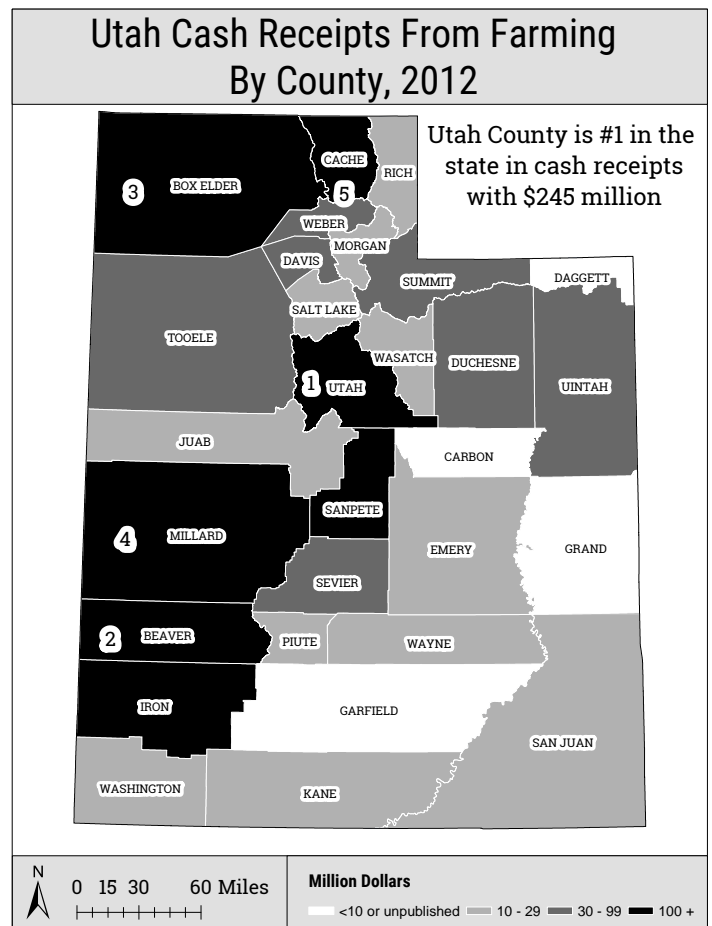 Utah Cash Receipts From Farming
By County, 2012
Utah County is #1 in the
state in cash receipts
with $245 million
CACHE
RICH
3
BOX ELDER
5
WEBER
MORGAN
DAVIS
SUMMIT
DAGGETT
SALT LAKE
TOOELE
WASATCH
DUCHESNE
1
UTAH
UINTAH
JUAB
CARBON
SANPETE
4
MILLARD
EMERY
GRAND
SEVIER
2
BEAVER
PIUTE
WAYNE
IRON
GARFIELD
SAN JUAN
WASHINGTON
KANE
N
0 15 30 60 Miles
Million Dollars
<10 or unpublished 10 - 29 30 - 99 100 +